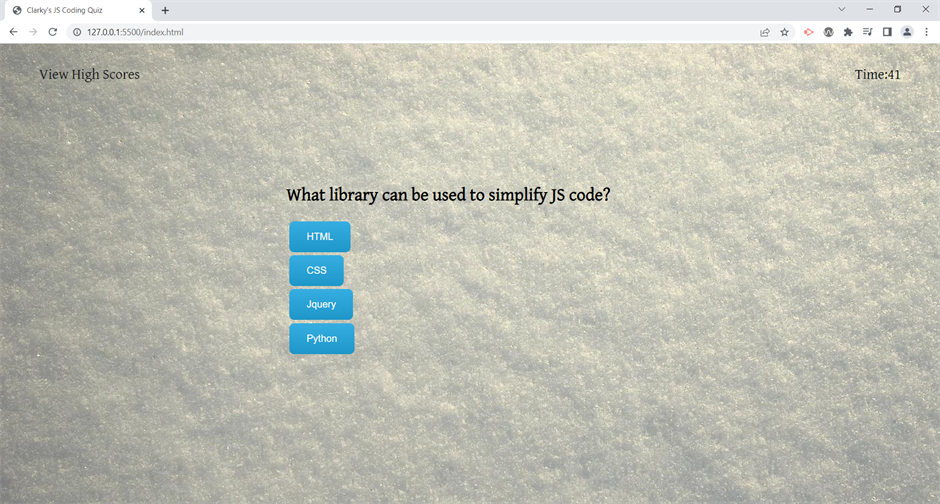 Clarky's JS Coding Quiz
127.0.0.1:5500/index.html
View High Scores
Time:41
What library can be used to simplify JS code?
HTML
CSS
Jquery
Python